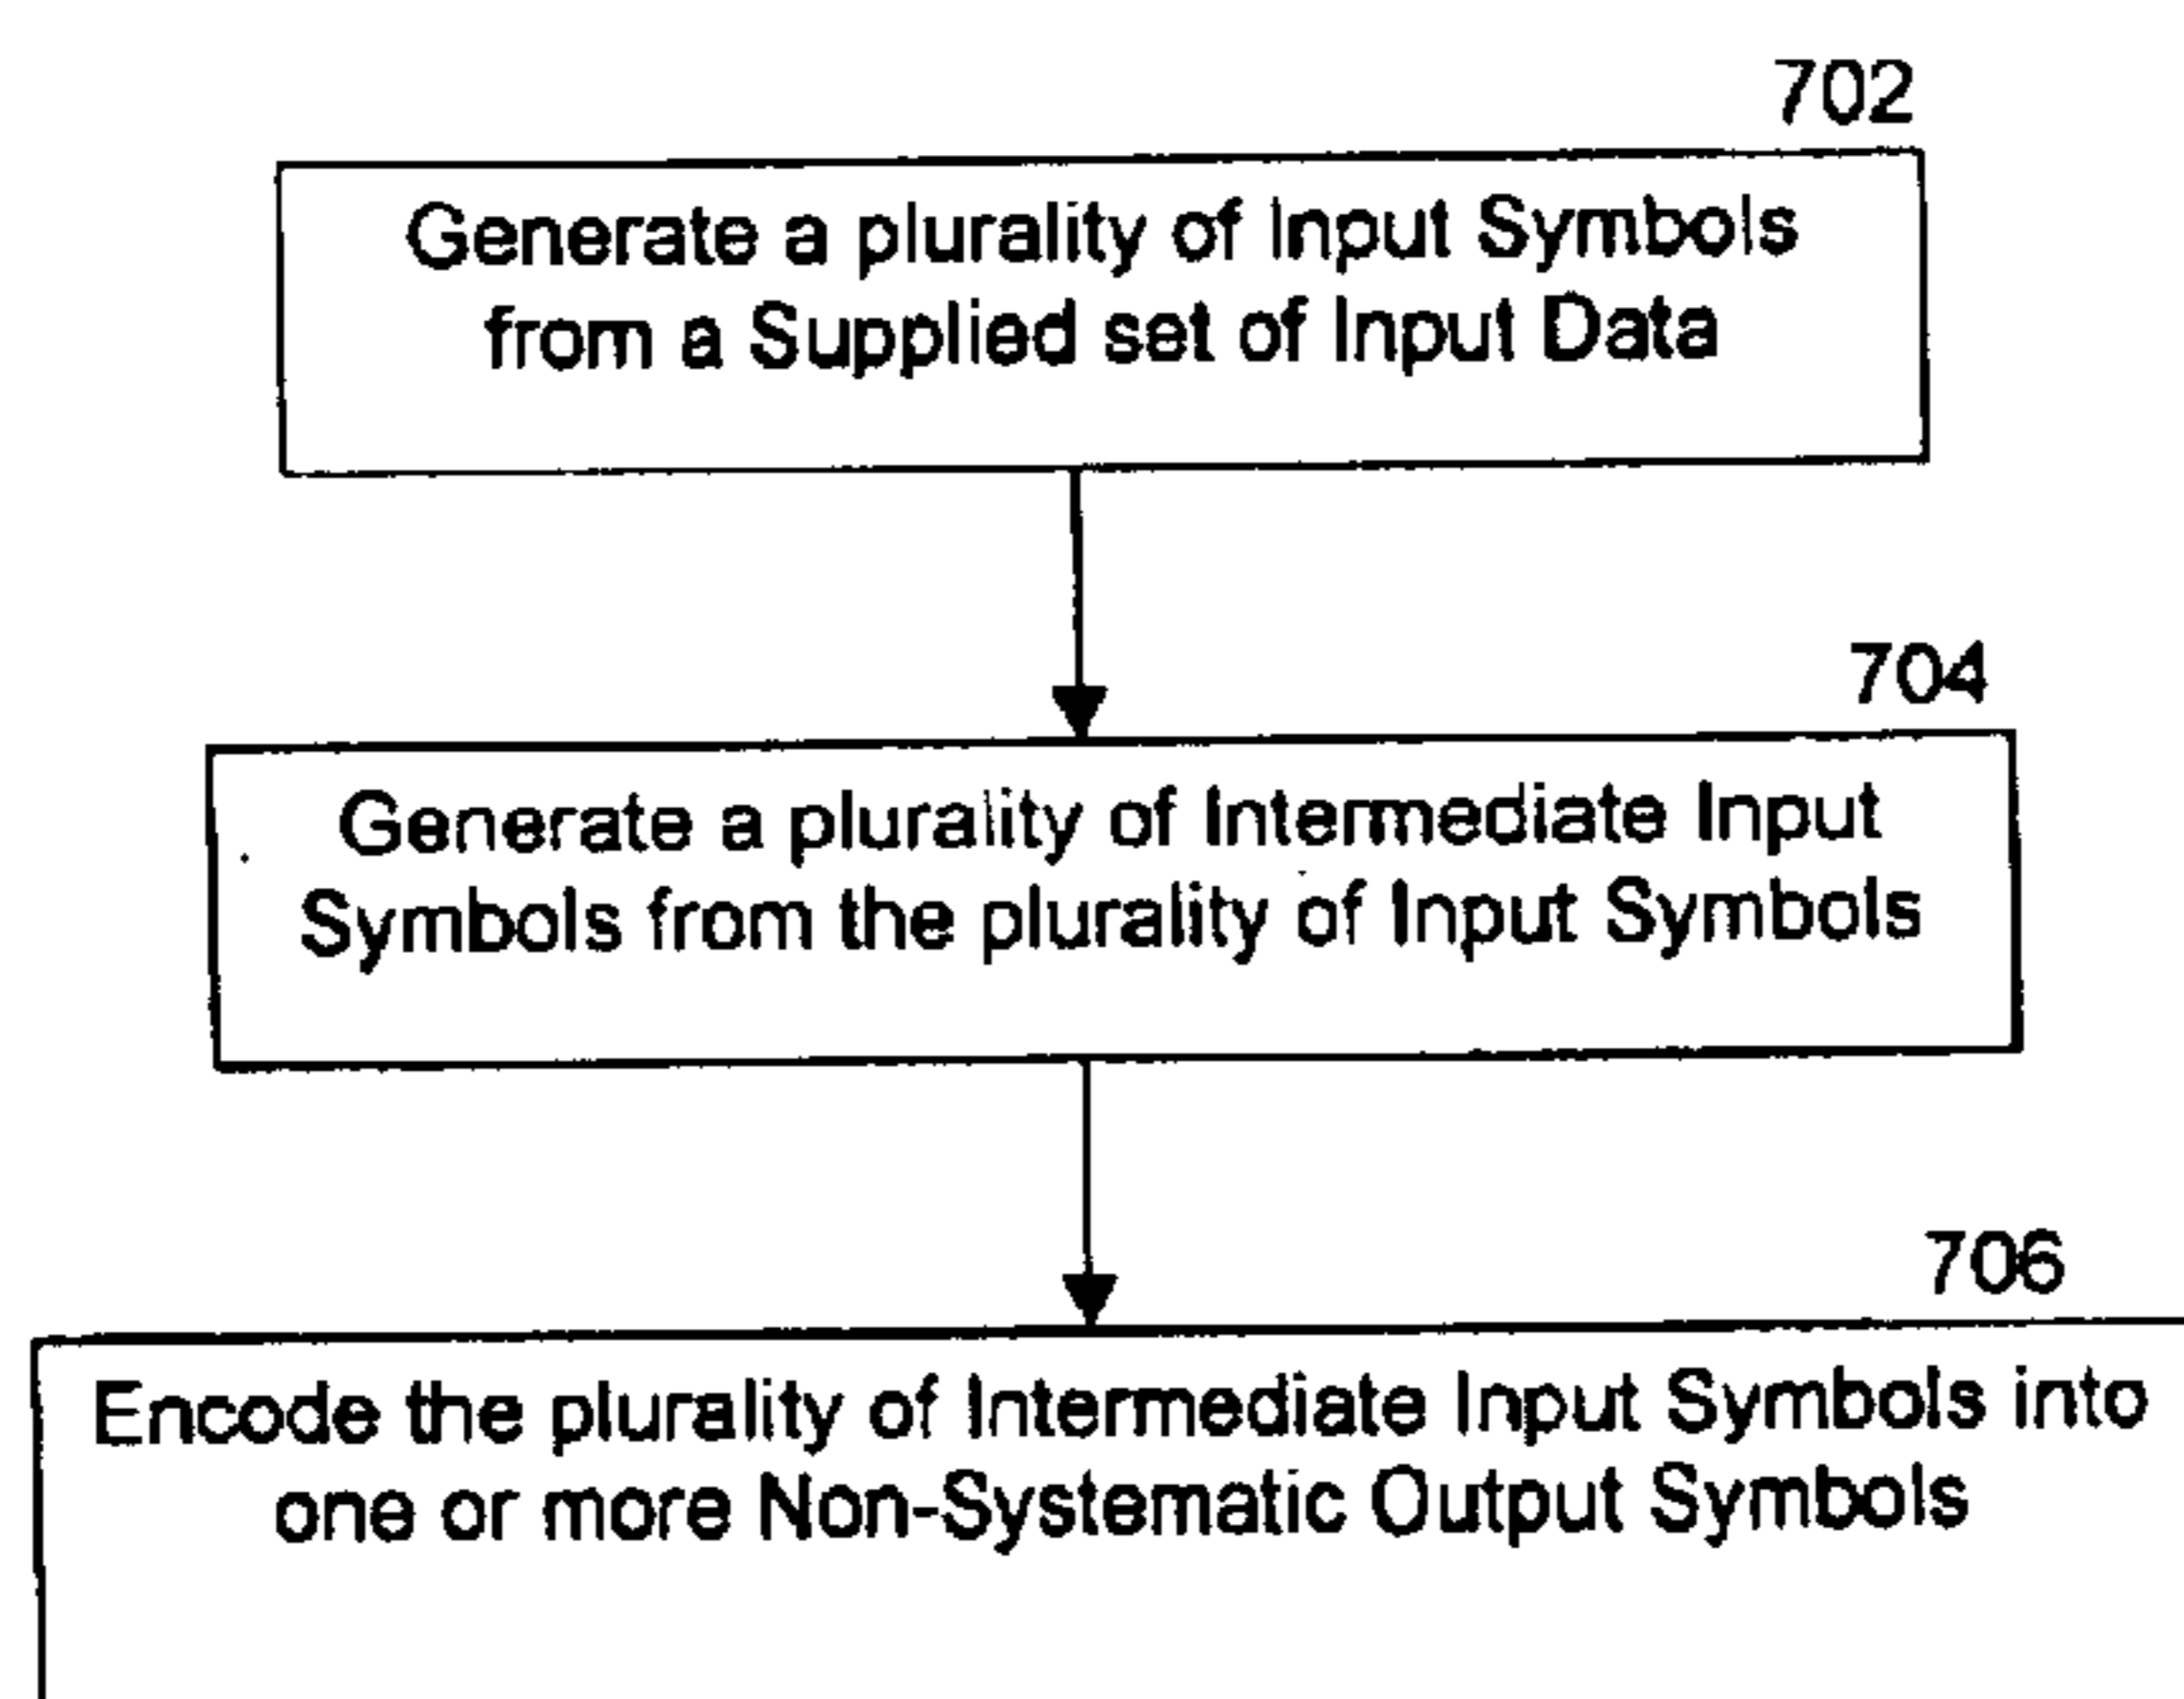 702
Generate a plurality of Input Symbols
from a Supplied set of Input Data
704
Generate a plurality of Intermediate Input
Symbols from the plurality of Input Symbols
706
Encode the plurality of Intermediate Input Symbols into
one or more Non-Systematic Output Symbols